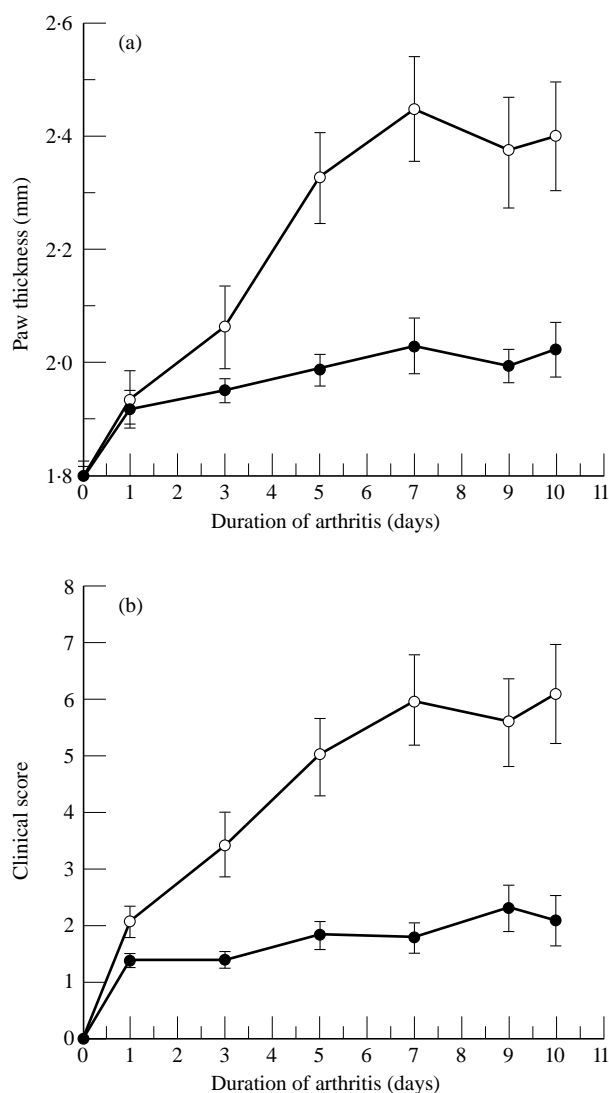 (a)
Paw thickness (mm)
2·6
2·4
2·2
2·0
1·8
0 1 2 3 4 5 6 7 8 9 10 11
Duration of arthritis (days)
(b)
Clinical score
8
7
6
5
4
3
2
1
0
0 1 2 3 4 5 6 7 8 9 10 11
Duration of arthritis (days)